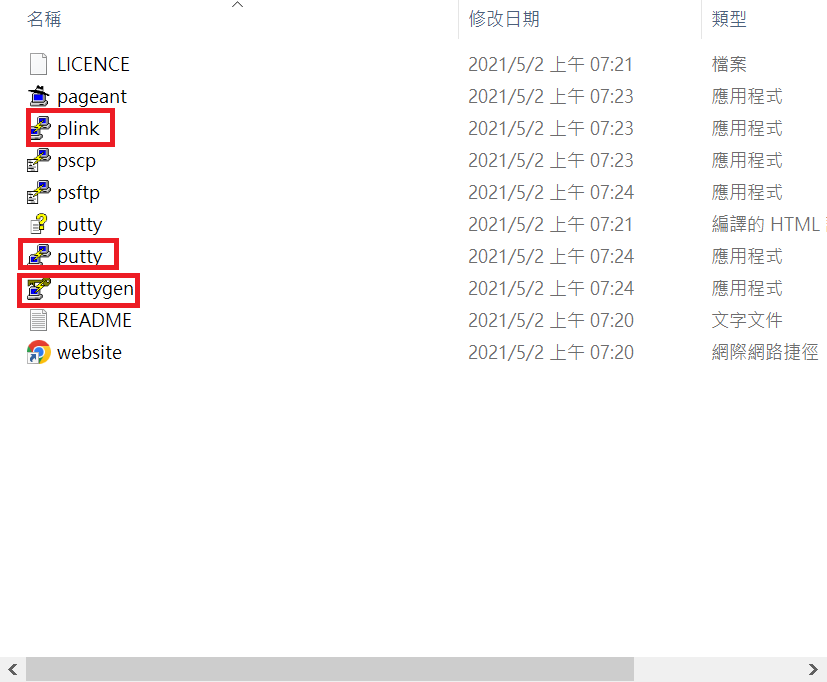 名稱 修改日期 類型
LICENCE 2021/5/2 上午 07:21 檔案
pageant 2021/5/2 上午 07:23 應用程式
plink 2021/5/2 上午 07:23 應用程式
pscp 2021/5/2 上午 07:23 應用程式
psftp 2021/5/2 上午 07:24 應用程式
putty 2021/5/2 上午 07:21 編譯的 HTML
putty 2021/5/2 上午 07:24 應用程式
puttygen 2021/5/2 上午 07:24 應用程式
README 2021/5/2 上午 07:20 文字文件
website 2021/5/2 上午 07:20 網際網路捷徑